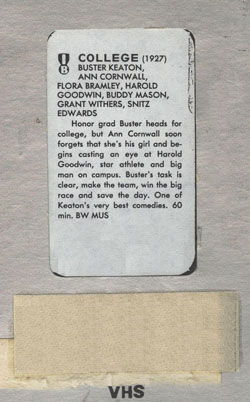 COLLEGE (1927)
BUSTER KEATON,
ANN CORNWALL,
FLORA BRAMLEY, HAROLD
GOODWIN, BUDDY MASON,
GRANT WITHERS, SNITZ
EDWARDS
Honor grad Buster heads for
college, but Ann Cornwall soon
forgets that she's his girl and be-
gins casting an eye at Harold
Goodwin, star athlete and big
man on campus. Buster's task is
clear, make the team, win the big
race and save the day. One of
Keaton's very best comedies. 60
min. BW MUS
VHS